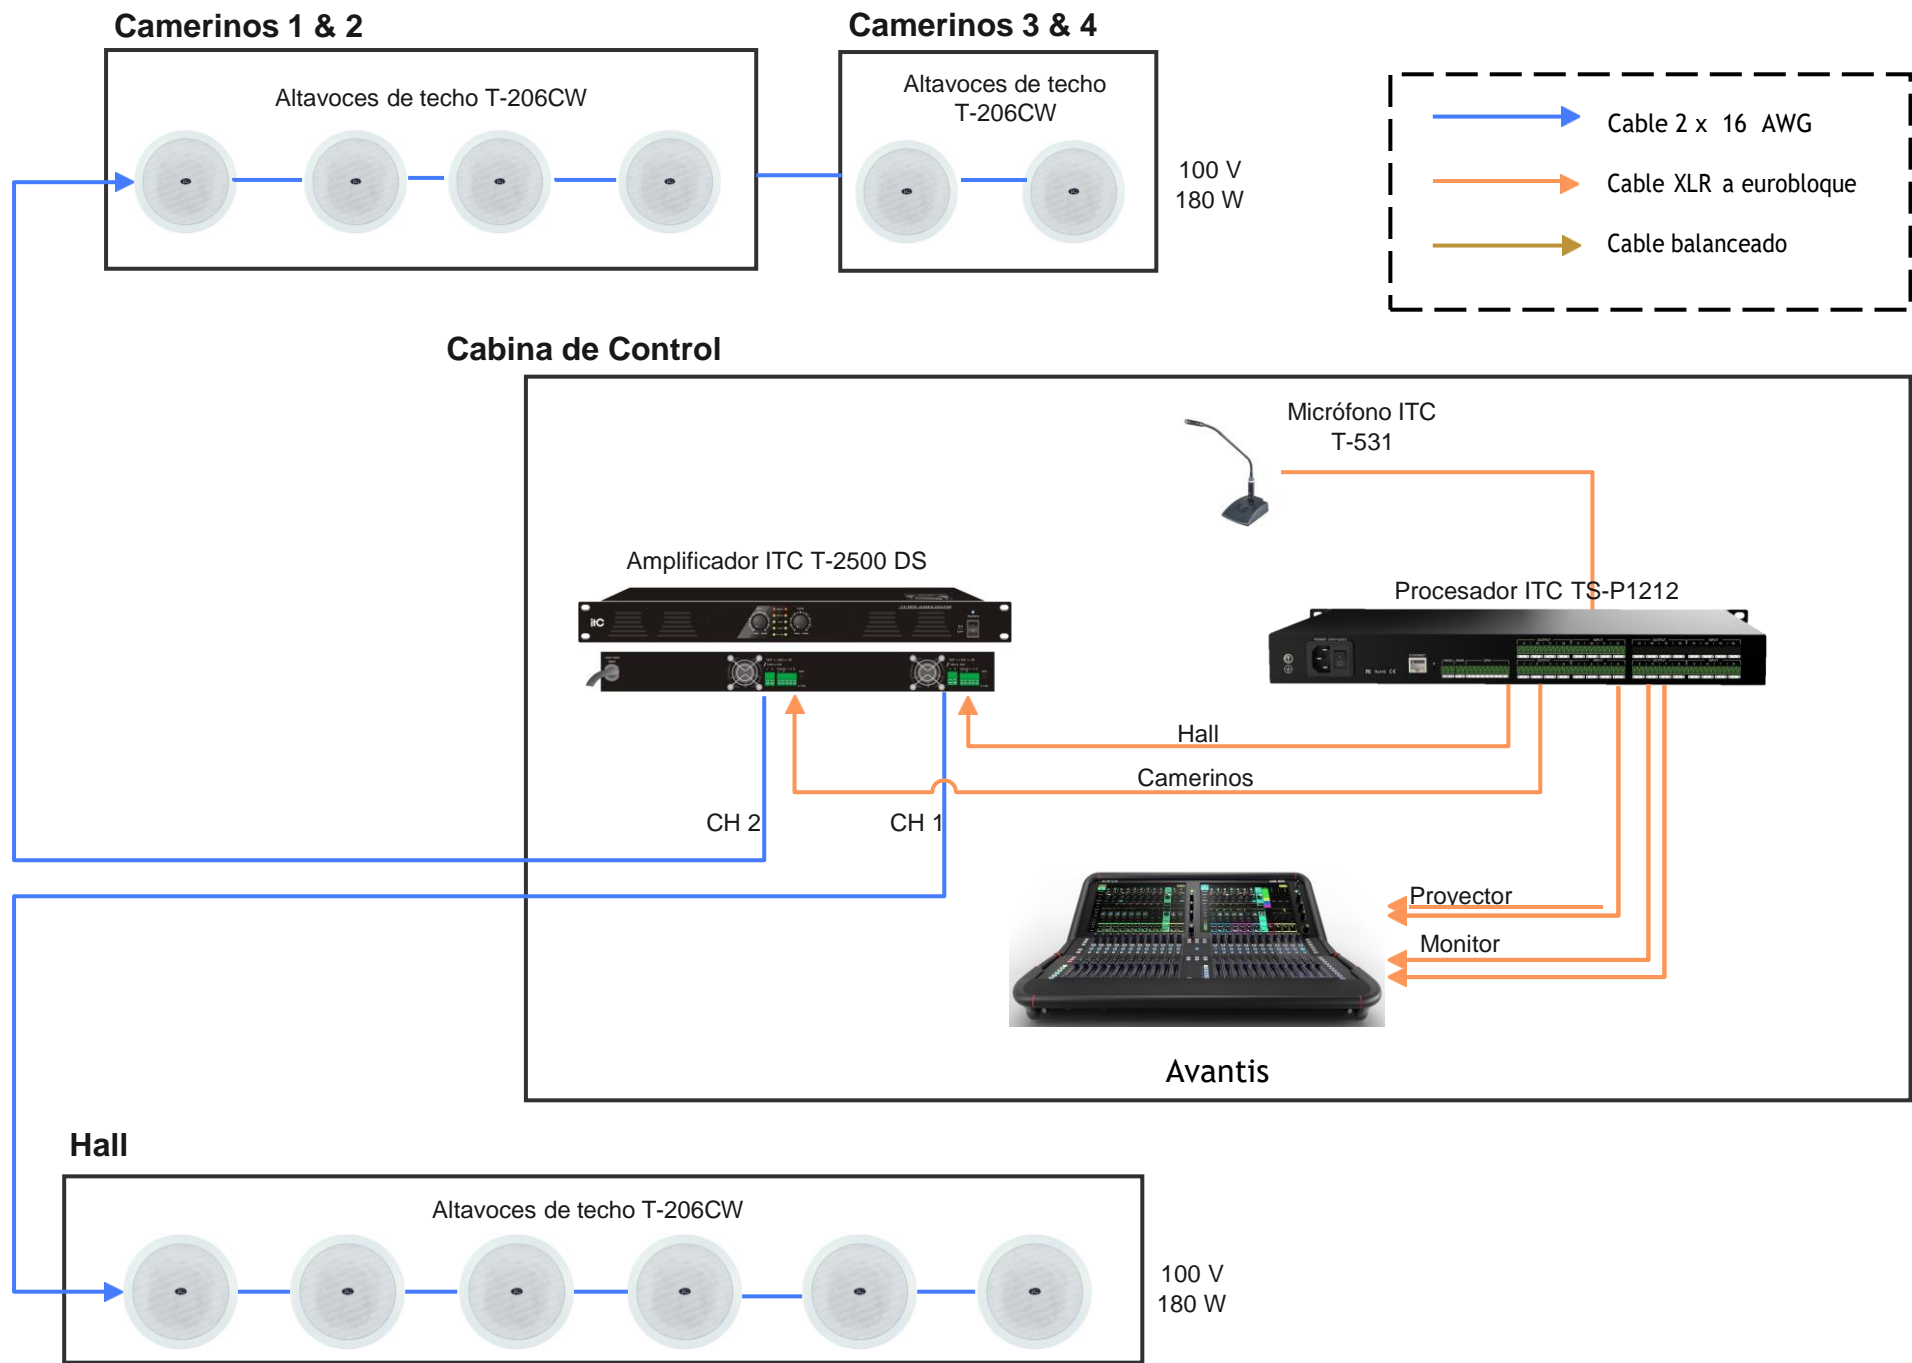 Camerinos 1 & 2
Camerinos 3 & 4
Altavoces de techo T-206CW
Altavoces de techo
T-206CW
100 V
180 W
Cable 2 x 16 AWG
Cable XLR a eurobloque
Cable balanceado
Cabina de Control
Micrófono ITC
T-531
Amplificador ITC T-2500 DS
Procesador ITC TS-P1212
itC
Hall
Camerinos
CH 2
CH 1
Proyector
Monitor
Avantis
Hall
Altavoces de techo T-206CW
100 V
180 W